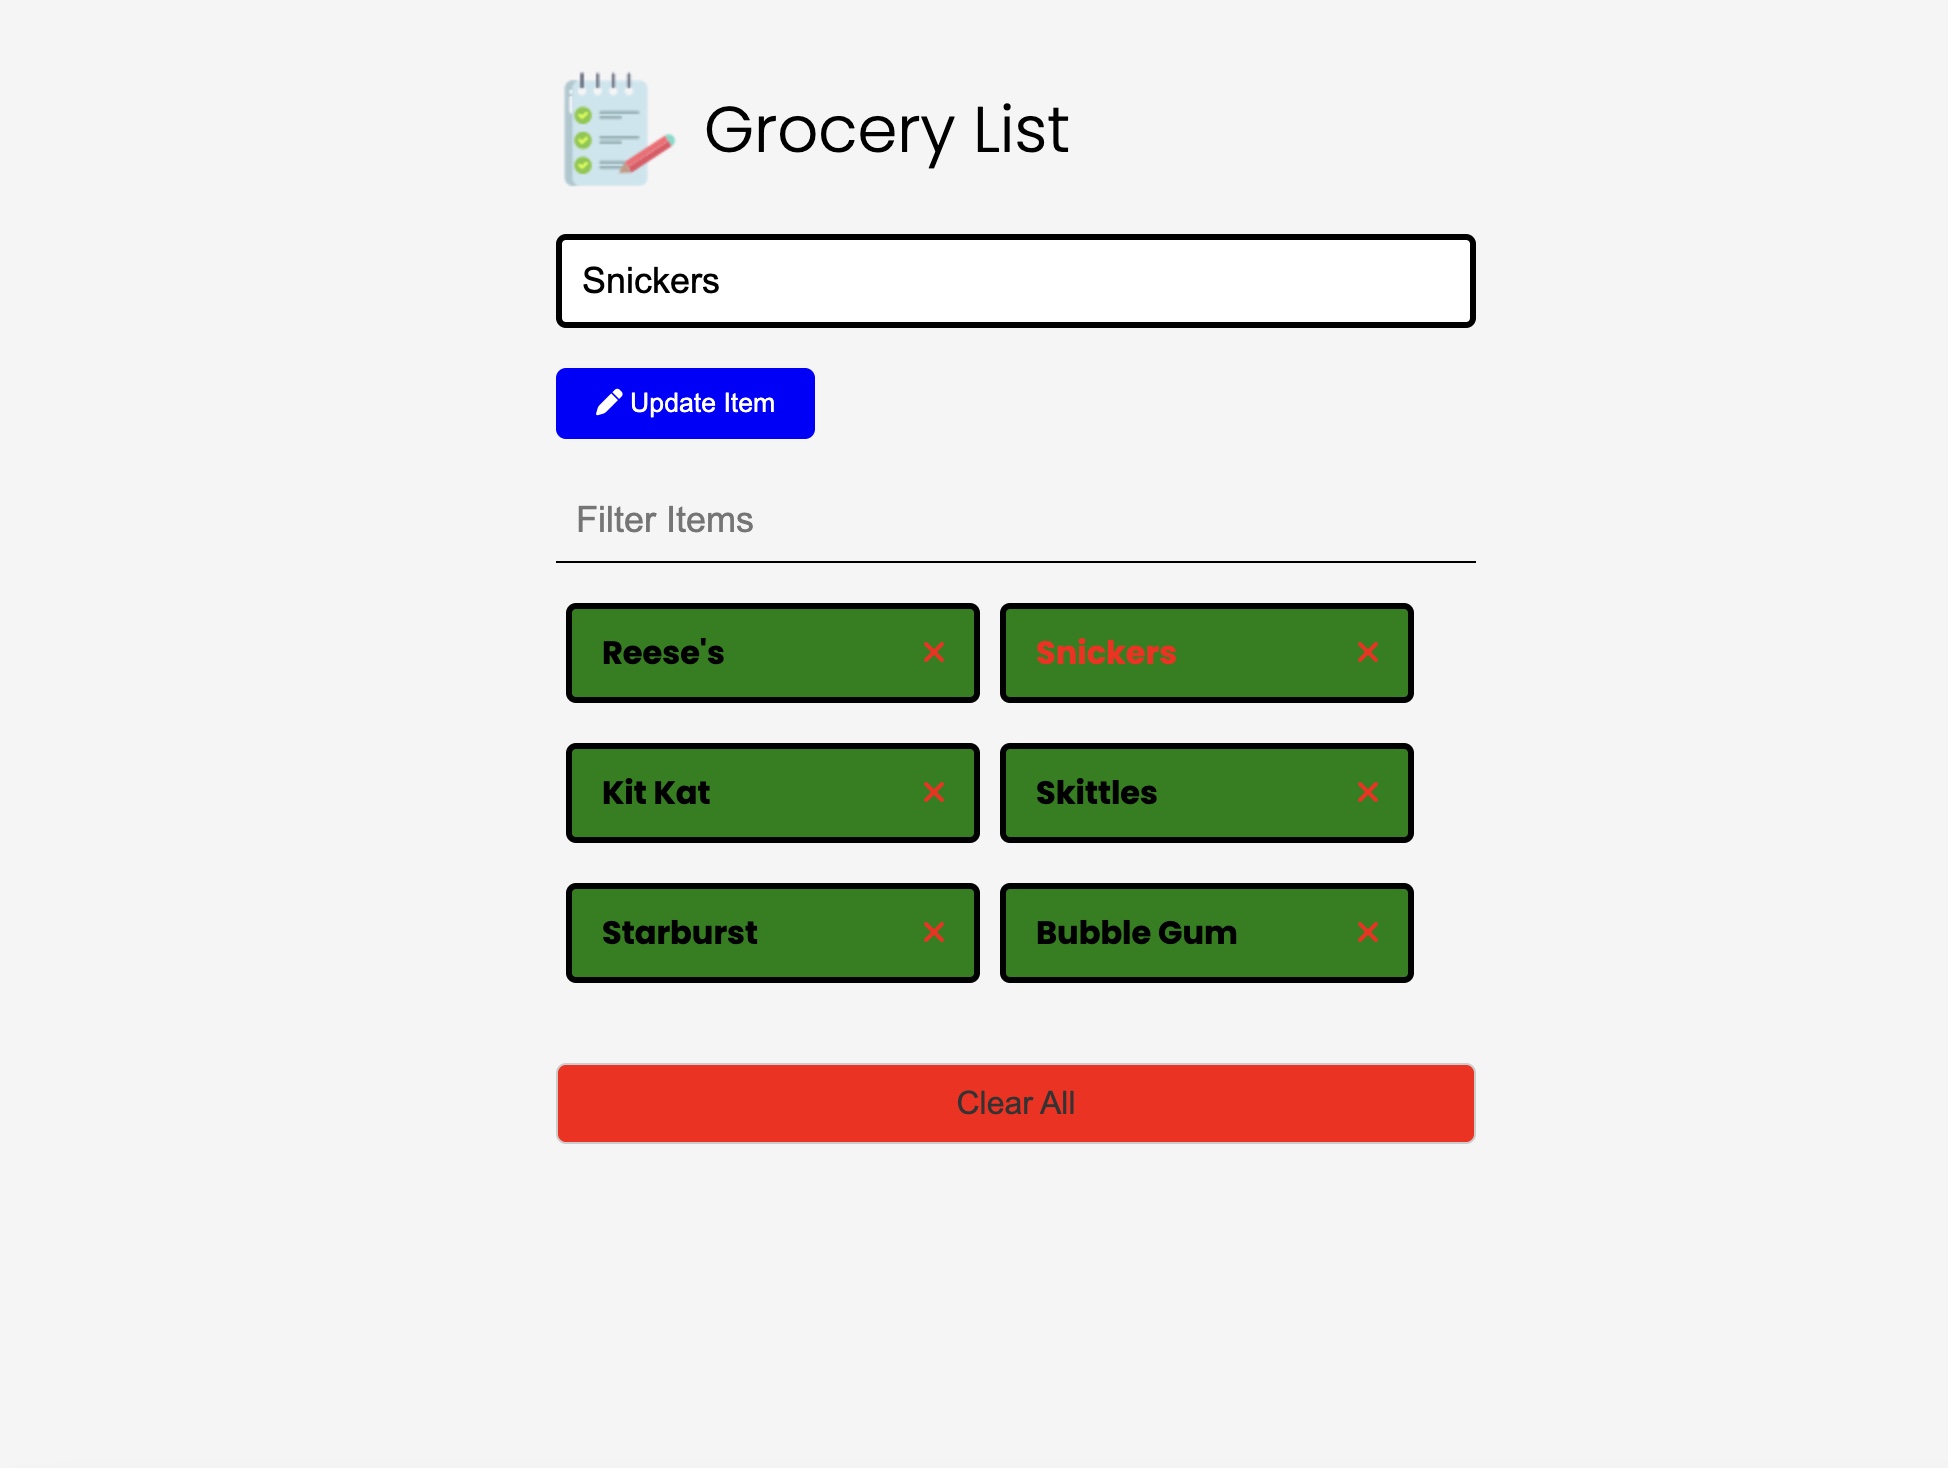 Grocery List
Snickers
Update Item
Filter Items
Reese's
Snickers
Kit Kat
Skittles
Starburst
Bubble Gum
Clear All